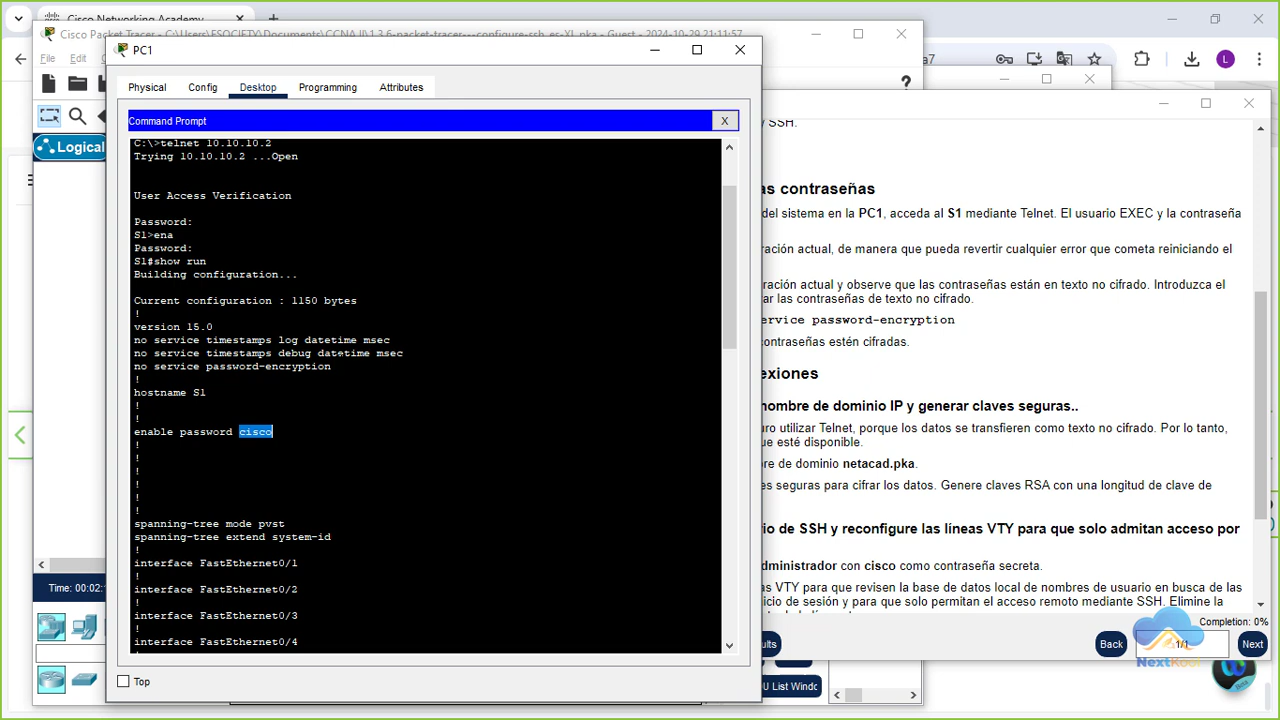 Cisco Networking Academy
Cisco Packet Tracer - C:\Users\FSOCIETY\Documents\CCNA II\1.3.6-packet-tracer---configure-ssh_es-XL.pka - Guest - 2024-10-29 21:11:57
File Edit
PC1
L
a7
?
Physical Config Desktop Programming Attributes
Command Prompt
X
Logical
C:\>telnet 10.10.10.2
Trying 10.10.10.2 ...Open
User Access Verification
Password:
S1>ena
Password:
S1#show run
Building configuration...
Current configuration : 1150 bytes
!
version 15.0
no service timestamps log datetime msec
no service timestamps debug datetime msec
no service password-encryption
!
hostname S1
!
!
enable password cisco
!
!
!
!
!
!
spanning-tree mode pvst
spanning-tree extend system-id
!
interface FastEthernet0/1
!
interface FastEthernet0/2
!
interface FastEthernet0/3
!
interface FastEthernet0/4
Top
Time: 00:02:
y SSH.
as contraseñas
del sistema en la PC1, acceda al S1 mediante Telnet. El usuario EXEC y la contraseña
ración actual, de manera que pueda revertir cualquier error que cometa reiniciando el
ración actual y observe que las contraseñas están en texto no cifrado. Introduzca el
ar las contraseñas de texto no cifrado.
ervice password-encryption
contraseñas estén cifradas.
exiones
nombre de dominio IP y generar claves seguras..
uro utilizar Telnet, porque los datos se transfieren como texto no cifrado. Por lo tanto,
que esté disponible.
re de dominio netacad.pka.
es seguras para cifrar los datos. Genere claves RSA con una longitud de clave de
rio de SSH y reconfigure las líneas VTY para que solo admitan acceso por
dministrador con cisco como contraseña secreta.
as VTY para que revisen la base de datos local de nombres de usuario en busca de las
icio de sesión y para que solo permitan el acceso remoto mediante SSH. Elimine la
Completion: 0%
ults
Back
1/1
Next
NextKool
U List Windo